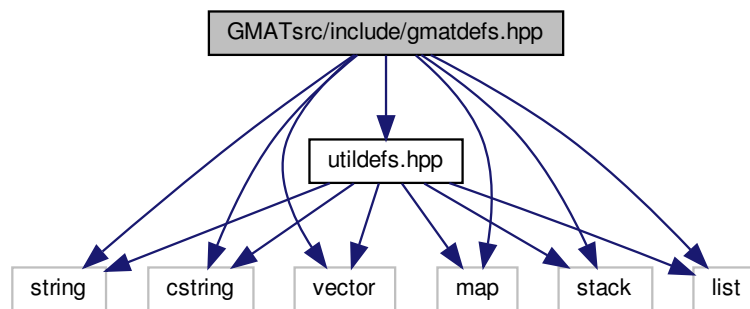 GMATsrc/include/gmatdefs.hpp
utildefs.hpp
string
cstring
vector
map
stack
list